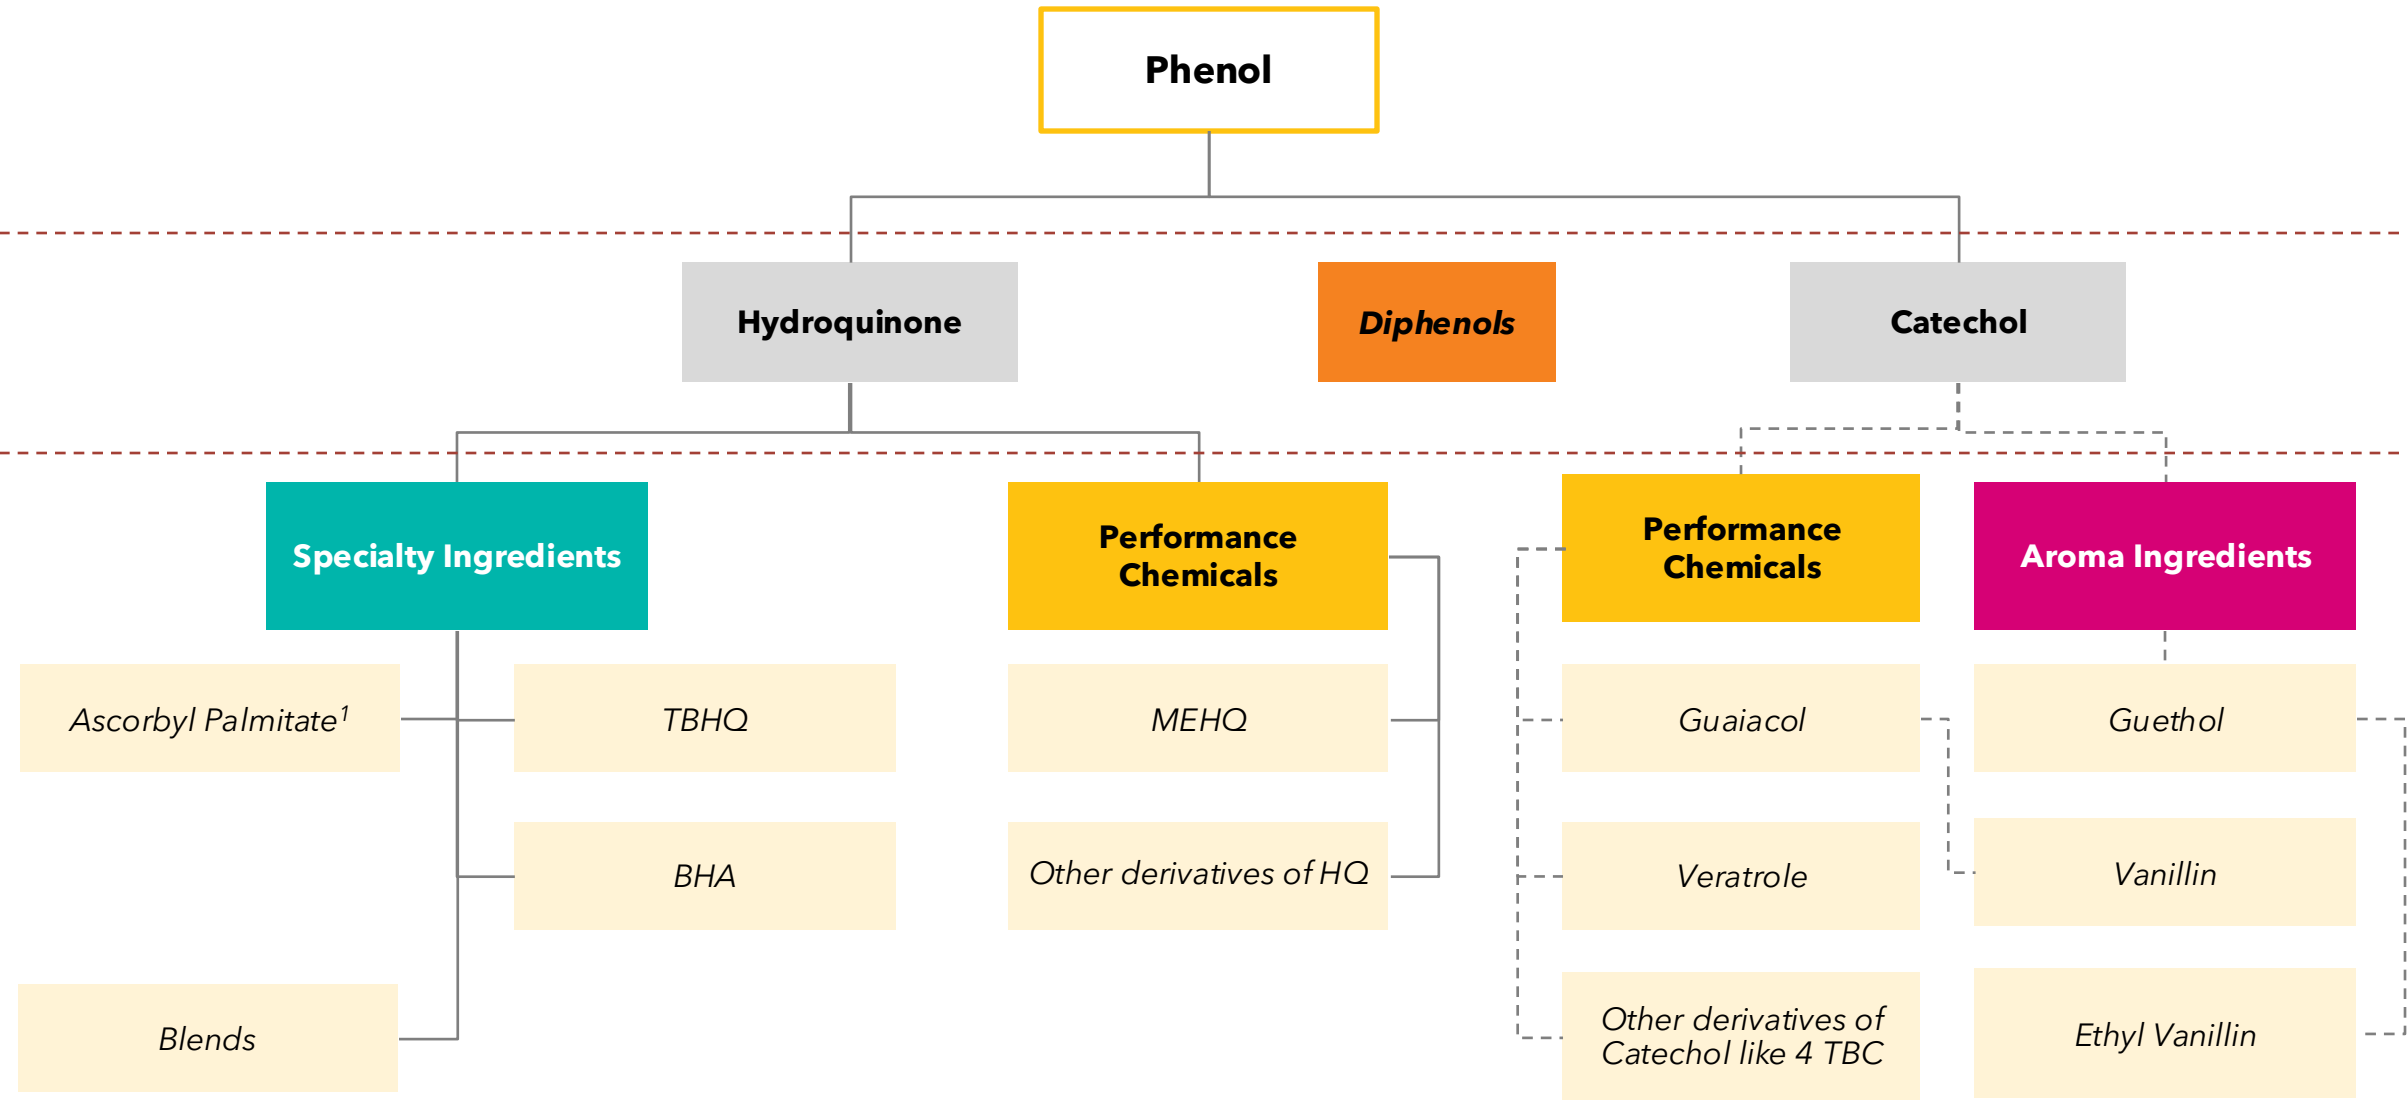 Phenol
Hydroquinone
Diphenols
Catechol
Specialty Ingredients
Performance
Chemicals
Performance
Chemicals
Aroma Ingredients
Ascorbyl Palmitate¹
TBHQ
MEHQ
Guaiacol
Guethol
BHA
Other derivatives of HQ
Veratrole
Vanillin
Blends
Other derivatives of
Catechol like 4 TBC
Ethyl Vanillin